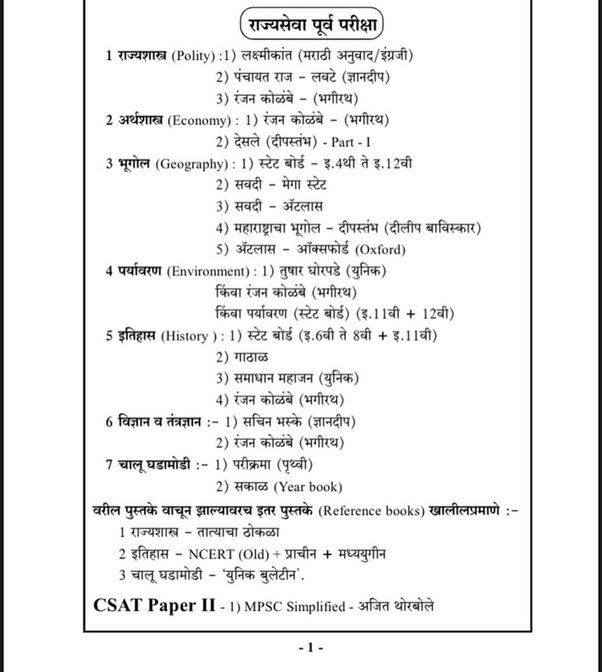 राज्यसेवा पूर्व परीक्षा
1 राज्यशास्त्र (Polity) :1) लक्ष्मीकांत (मराठी अनुवाद/इंग्रजी)
2) पंचायत राज - लवटे (ज्ञानदीप)
3) रंजन कोळंबे - (भगीरथ)
2 अर्थशास्त्र (Economy) : 1) रंजन कोळंबे - (भगीरथ)
2) देसले (दीपस्तंभ) - Part - I
3 भूगोल (Geography) : 1) स्टेट बोर्ड - इ.4थी ते इ.12वी
2) सवदी - मेगा स्टेट
3) सवदी - ॲटलास
4) महाराष्ट्राचा भूगोल - दीपस्तंभ (दीलीप बाविस्कार)
5) ॲटलास - ऑक्सफोर्ड (Oxford)
4 पर्यावरण (Environment) : 1) तुषार घोरपडे (युनिक)
किंवा रंजन कोळंबे (भगीरथ)
किंवा पर्यावरण (स्टेट बोर्ड) (इ.11वी + 12वी)
5 इतिहास (History ) : 1) स्टेट बोर्ड (इ.6वी ते 8वी + इ.11वी)
2) गाठाळ
3) समाधान महाजन (युनिक)
4) रंजन कोळंबे (भगीरथ)
6 विज्ञान व तंत्रज्ञान :- 1) सचिन भस्के (ज्ञानदीप)
2) रंजन कोळंबे (भगीरथ)
7 चालू घडामोडी :- 1) परीक्रमा (पृथ्वी)
2) सकाळ (Year book)
वरील पुस्तके वाचून झाल्यावरच इतर पुस्तके (Reference books) खालीलप्रमाणे :-
1 राज्यशास्त्र - तात्याचा ठोकळा
2 इतिहास - NCERT (Old) + प्राचीन + मध्ययुगीन
3 चालू घडामोडी - 'युनिक बुलेटीन'.
CSAT Paper II - 1) MPSC Simplified - अजित थोरबोले
- 1 -